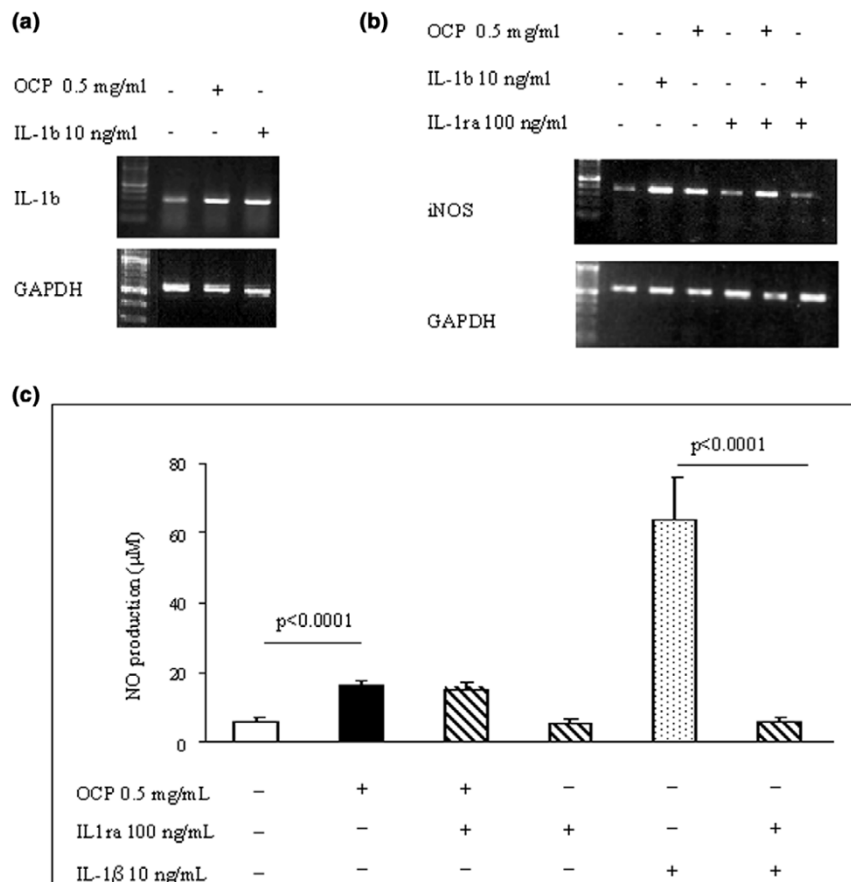 (a)
OCP 0.5 mg/ml - + -
IL-1b 10 ng/ml - - +
IL-1b
GAPDH
(b)
OCP 0.5 mg/ml - - + - + -
IL-1b 10 ng/ml - + - - - +
IL-1ra 100 ng/ml - - - + + +
iNOS
GAPDH
(c)
NO production (µM)
80
60
40
20
0
p<0.0001
p<0.0001
OCP 0.5 mg/mL – + + – – –
IL1ra 100 ng/mL – – + + – +
IL-1β 10 ng/mL – – – – + +